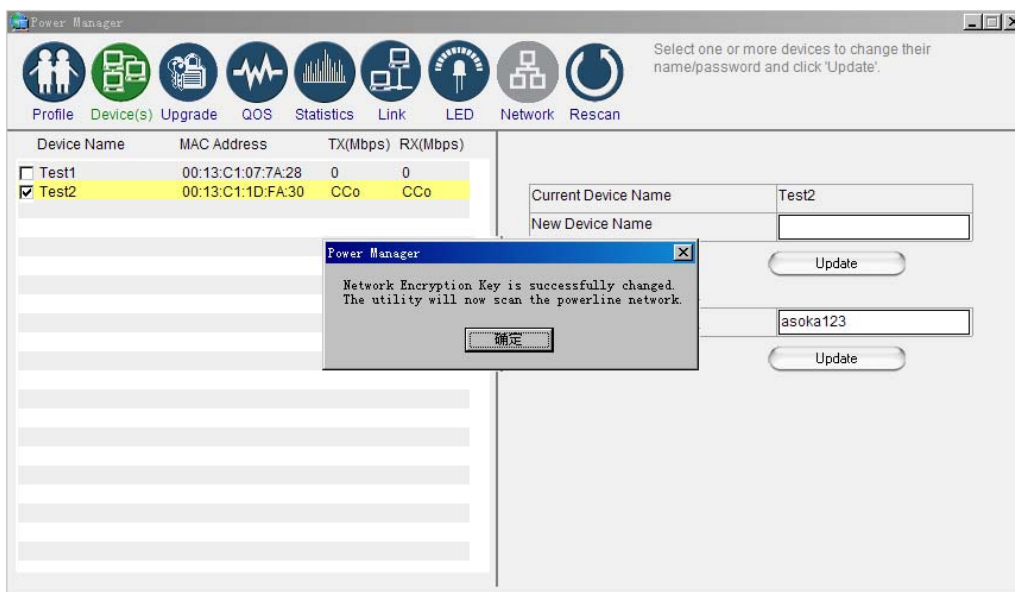 Power Manager
Select one or more devices to change their
name/password and click 'Update'.
Profile Device(s) Upgrade QOS Statistics Link LED Network Rescan
Device Name MAC Address TX(Mbps) RX(Mbps)
Test1 00:13:C1:07:7A:28 0 0
Test2 00:13:C1:1D:FA:30 CCo CCo
Current Device Name Test2
New Device Name
Update
Power Manager
Network Encryption Key is successfully changed.
The utility will now scan the powerline network.
确定
asoka123
Update